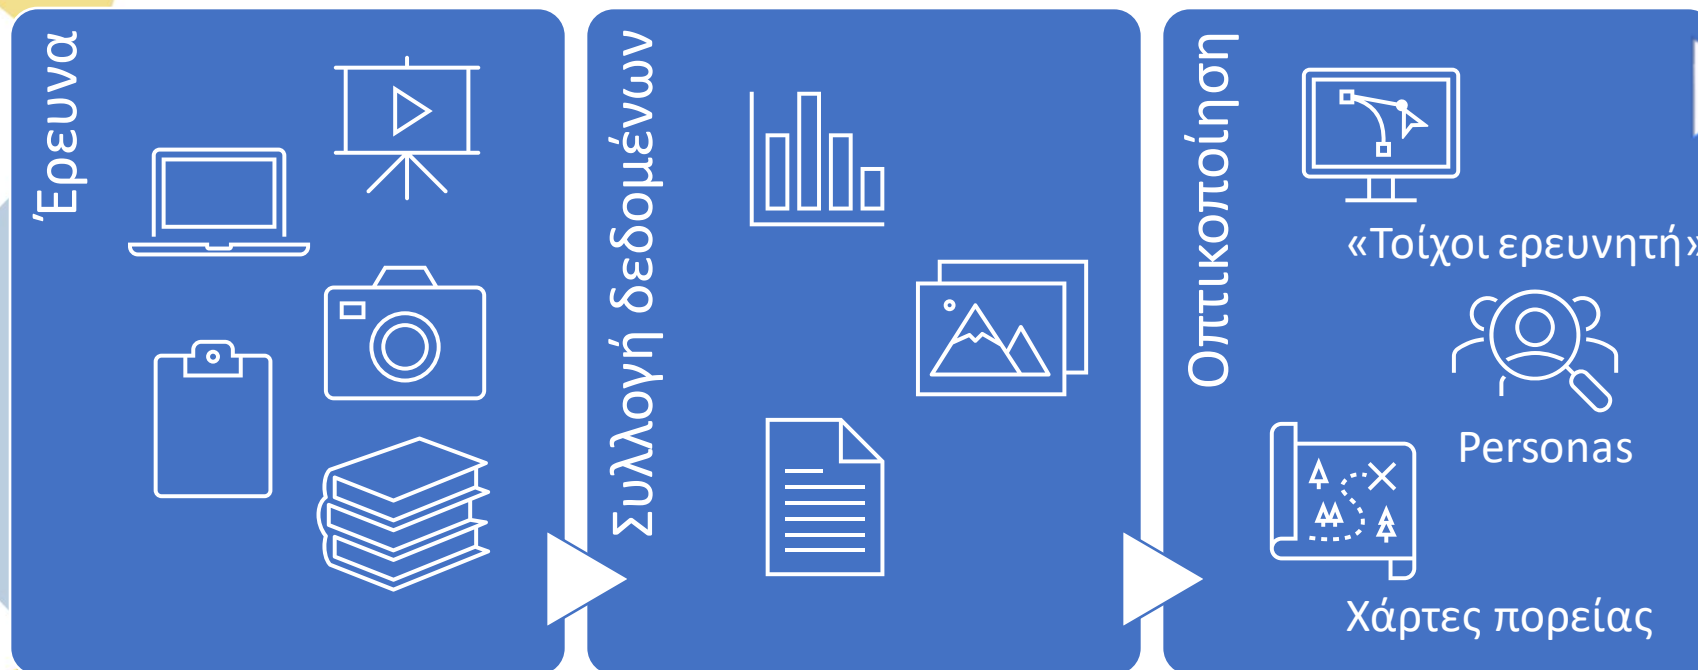 Έρευνα
Συλλογή δεδομένων
Οπτικοποίηση
«Τοίχοι ερευνητή»
Personas
Χάρτες πορείας